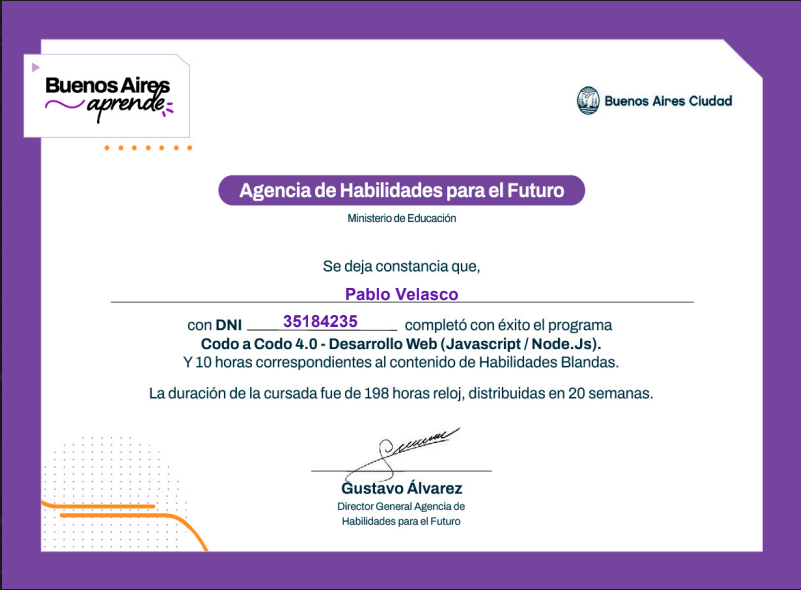 Buenos Aires
aprende
Buenos Aires Ciudad
Agencia de Habilidades para el Futuro
Ministerio de Educación
Se deja constancia que,
Pablo Velasco
con DNI 35184235 completó con éxito el programa
Codo a Codo 4.0 - Desarrollo Web (Javascript / Node.Js).
Y 10 horas correspondientes al contenido de Habilidades Blandas.
La duración de la cursada fue de 198 horas reloj, distribuidas en 20 semanas.
Gustavo Álvarez
Director General Agencia de
Habilidades para el Futuro